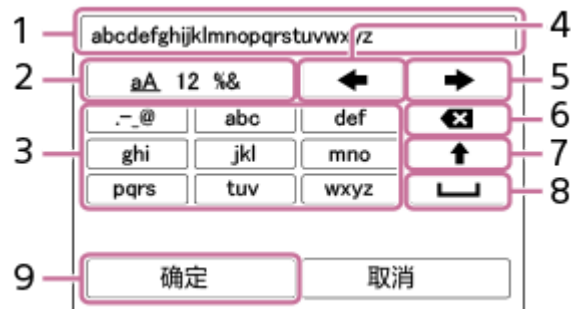 1 abcdefghijklmnopqrstuvwxyz 4
2 aA 12 %& 5
.-_@ abc def 6
3 ghi jkl mno 7
pqrs tuv wxyz 8
9 确定 取消